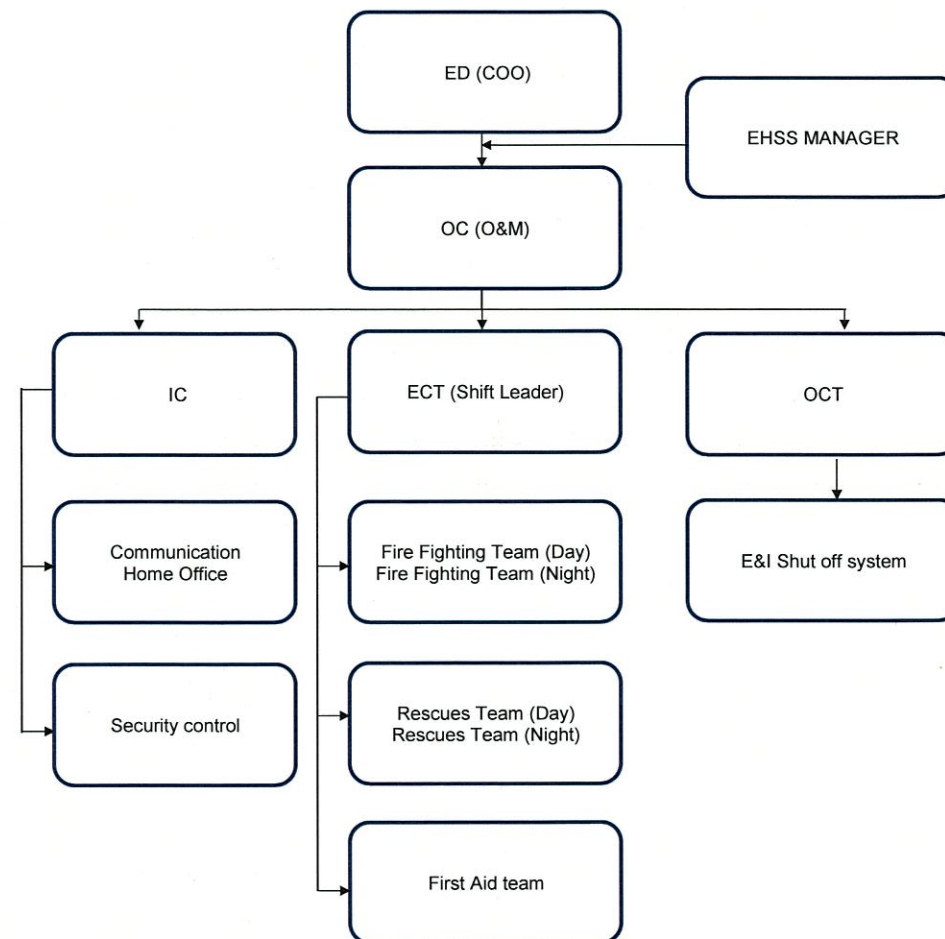 ED (COO)
EHSS MANAGER
OC (O&M)
IC
ECT (Shift Leader)
OCT
Communication
Home Office
Fire Fighting Team (Day)
Fire Fighting Team (Night)
E&I Shut off system
Security control
Rescues Team (Day)
Rescues Team (Night)
First Aid team